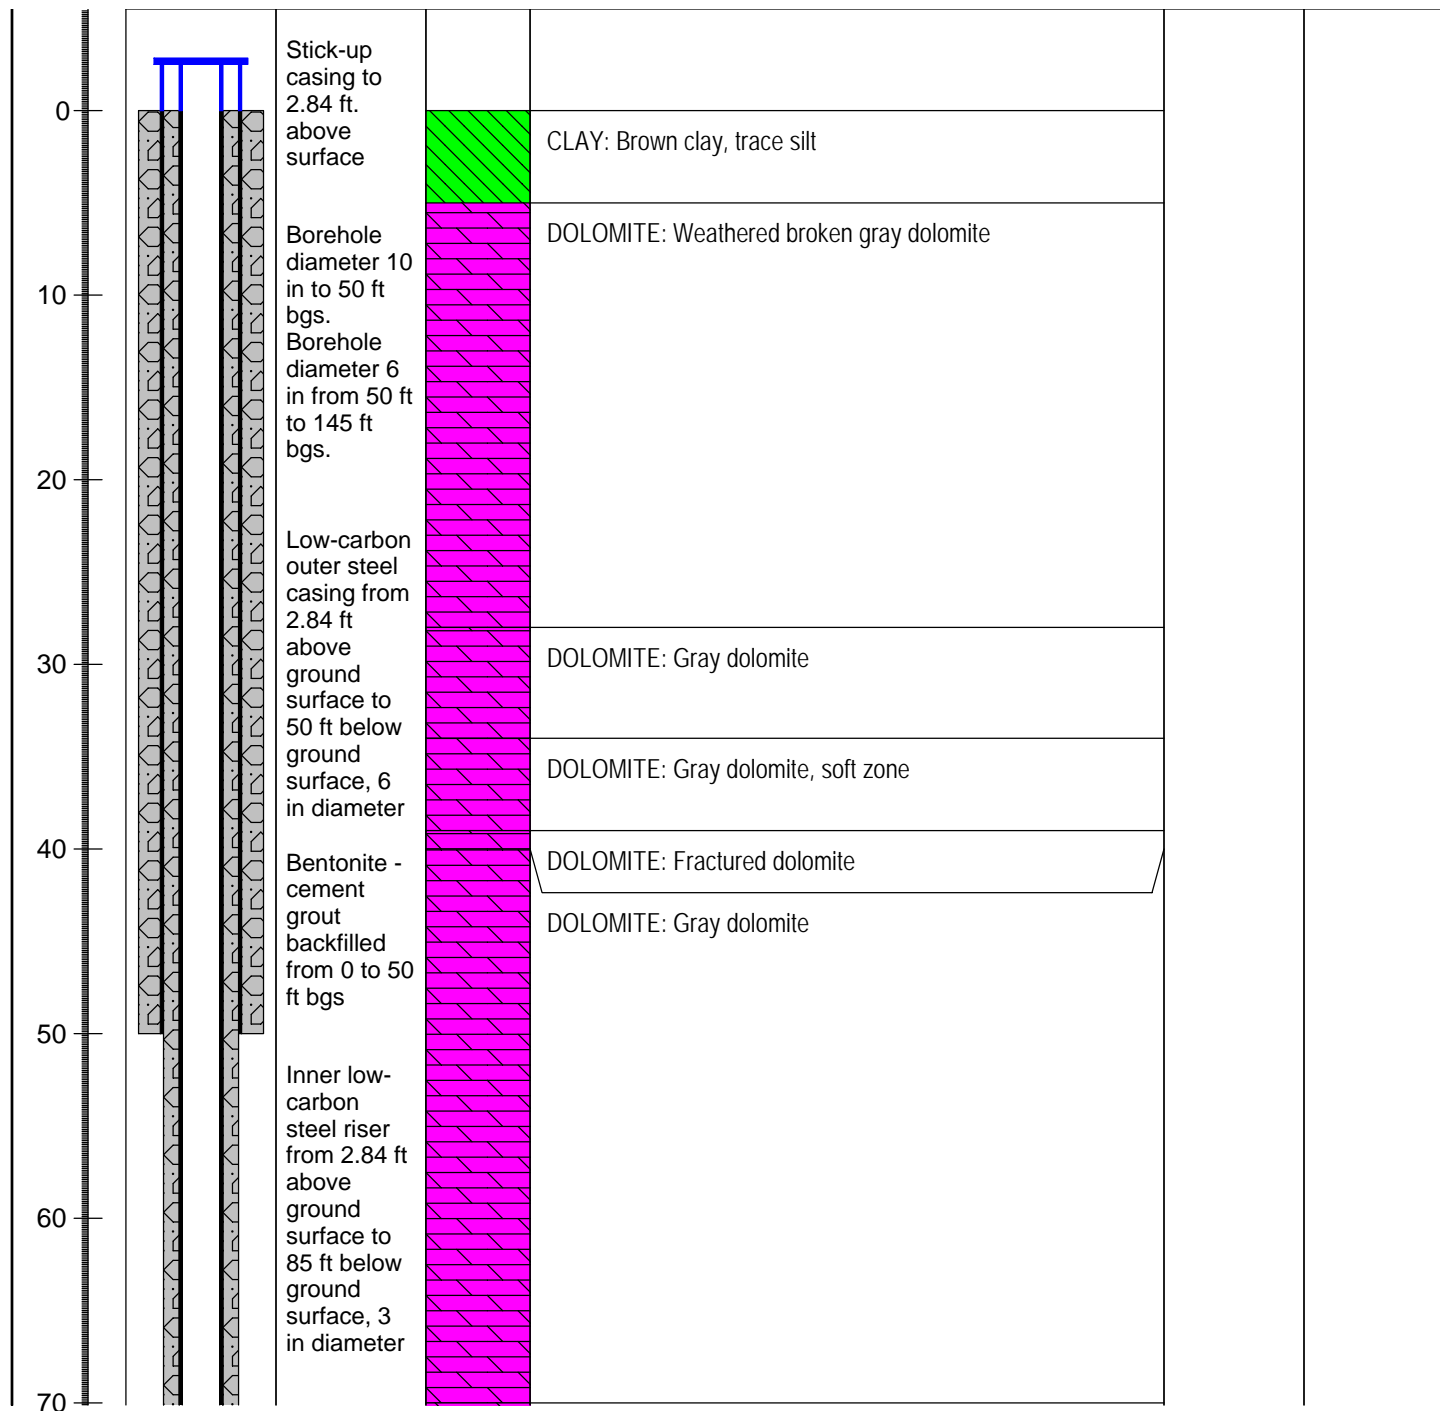 0
10
20
30
40
50
60
70
Stick-up
casing to
2.84 ft.
above
surface
Borehole
diameter 10
in to 50 ft
bgs.
Borehole
diameter 6
in from 50 ft
to 145 ft
bgs.
Low-carbon
outer steel
casing from
2.84 ft
above
ground
surface to
50 ft below
ground
surface, 6
in diameter
Bentonite -
cement
grout
backfilled
from 0 to 50
ft bgs
Inner low-
carbon
steel riser
from 2.84 ft
above
ground
surface to
85 ft below
ground
surface, 3
in diameter
CLAY: Brown clay, trace silt
DOLOMITE: Weathered broken gray dolomite
DOLOMITE: Gray dolomite
DOLOMITE: Gray dolomite, soft zone
DOLOMITE: Fractured dolomite
DOLOMITE: Gray dolomite